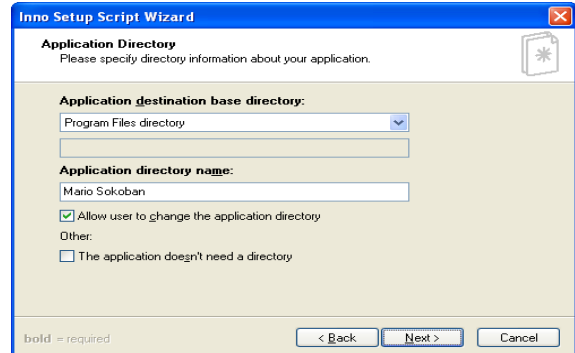 Inno Setup Script Wizard
Application Directory
Please specify directory information about your application.
Application destination base directory:
Program Files directory
Application directory name:
Mario Sokoban
Allow user to change the application directory
Other:
The application doesn't need a directory
bold = required
< Back
Next >
Cancel